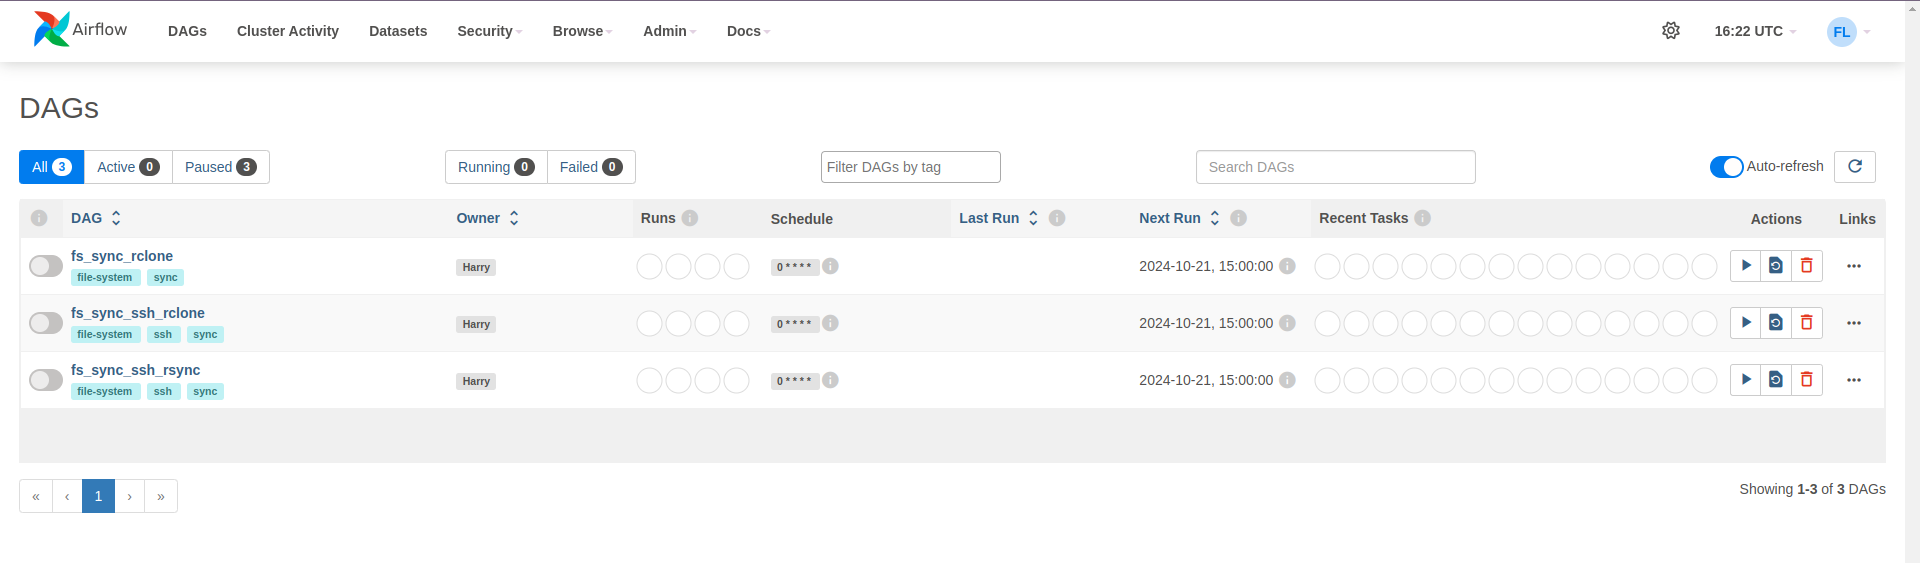 Airflow DAGs Cluster Activity Datasets Security Browse Admin Docs 16:22 UTC FL
DAGs
All 3 Active 0 Paused 3 Running 0 Failed 0 Filter DAGs by tag Search DAGs Auto-refresh
DAG Owner Runs Schedule Last Run Next Run Recent Tasks Actions Links
fs_sync_rclone
file-system sync
Harry 0 * * * * 2024-10-21, 15:00:00
fs_sync_ssh_rclone
file-system ssh sync
Harry 0 * * * * 2024-10-21, 15:00:00
fs_sync_ssh_rsync
file-system ssh sync
Harry 0 * * * * 2024-10-21, 15:00:00
« ‹ 1 › »
Showing 1-3 of 3 DAGs